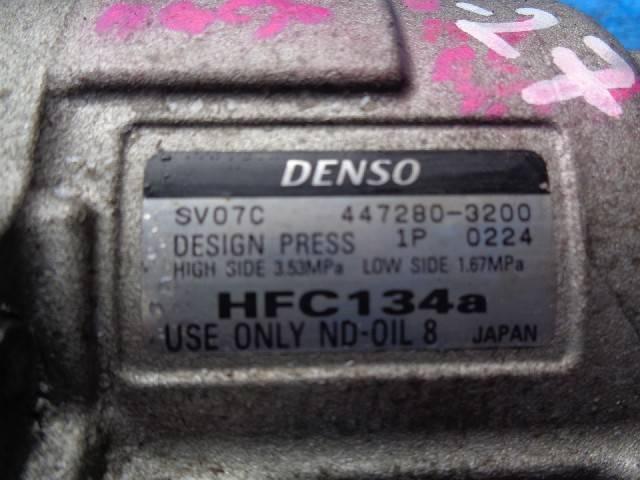 DENSO
SV07C 447280-3200
DESIGN PRESS 1P 0224
HIGH SIDE 3.53MPa LOW SIDE 1.67MPa
HFC134a
USE ONLY ND-OIL 8 JAPAN